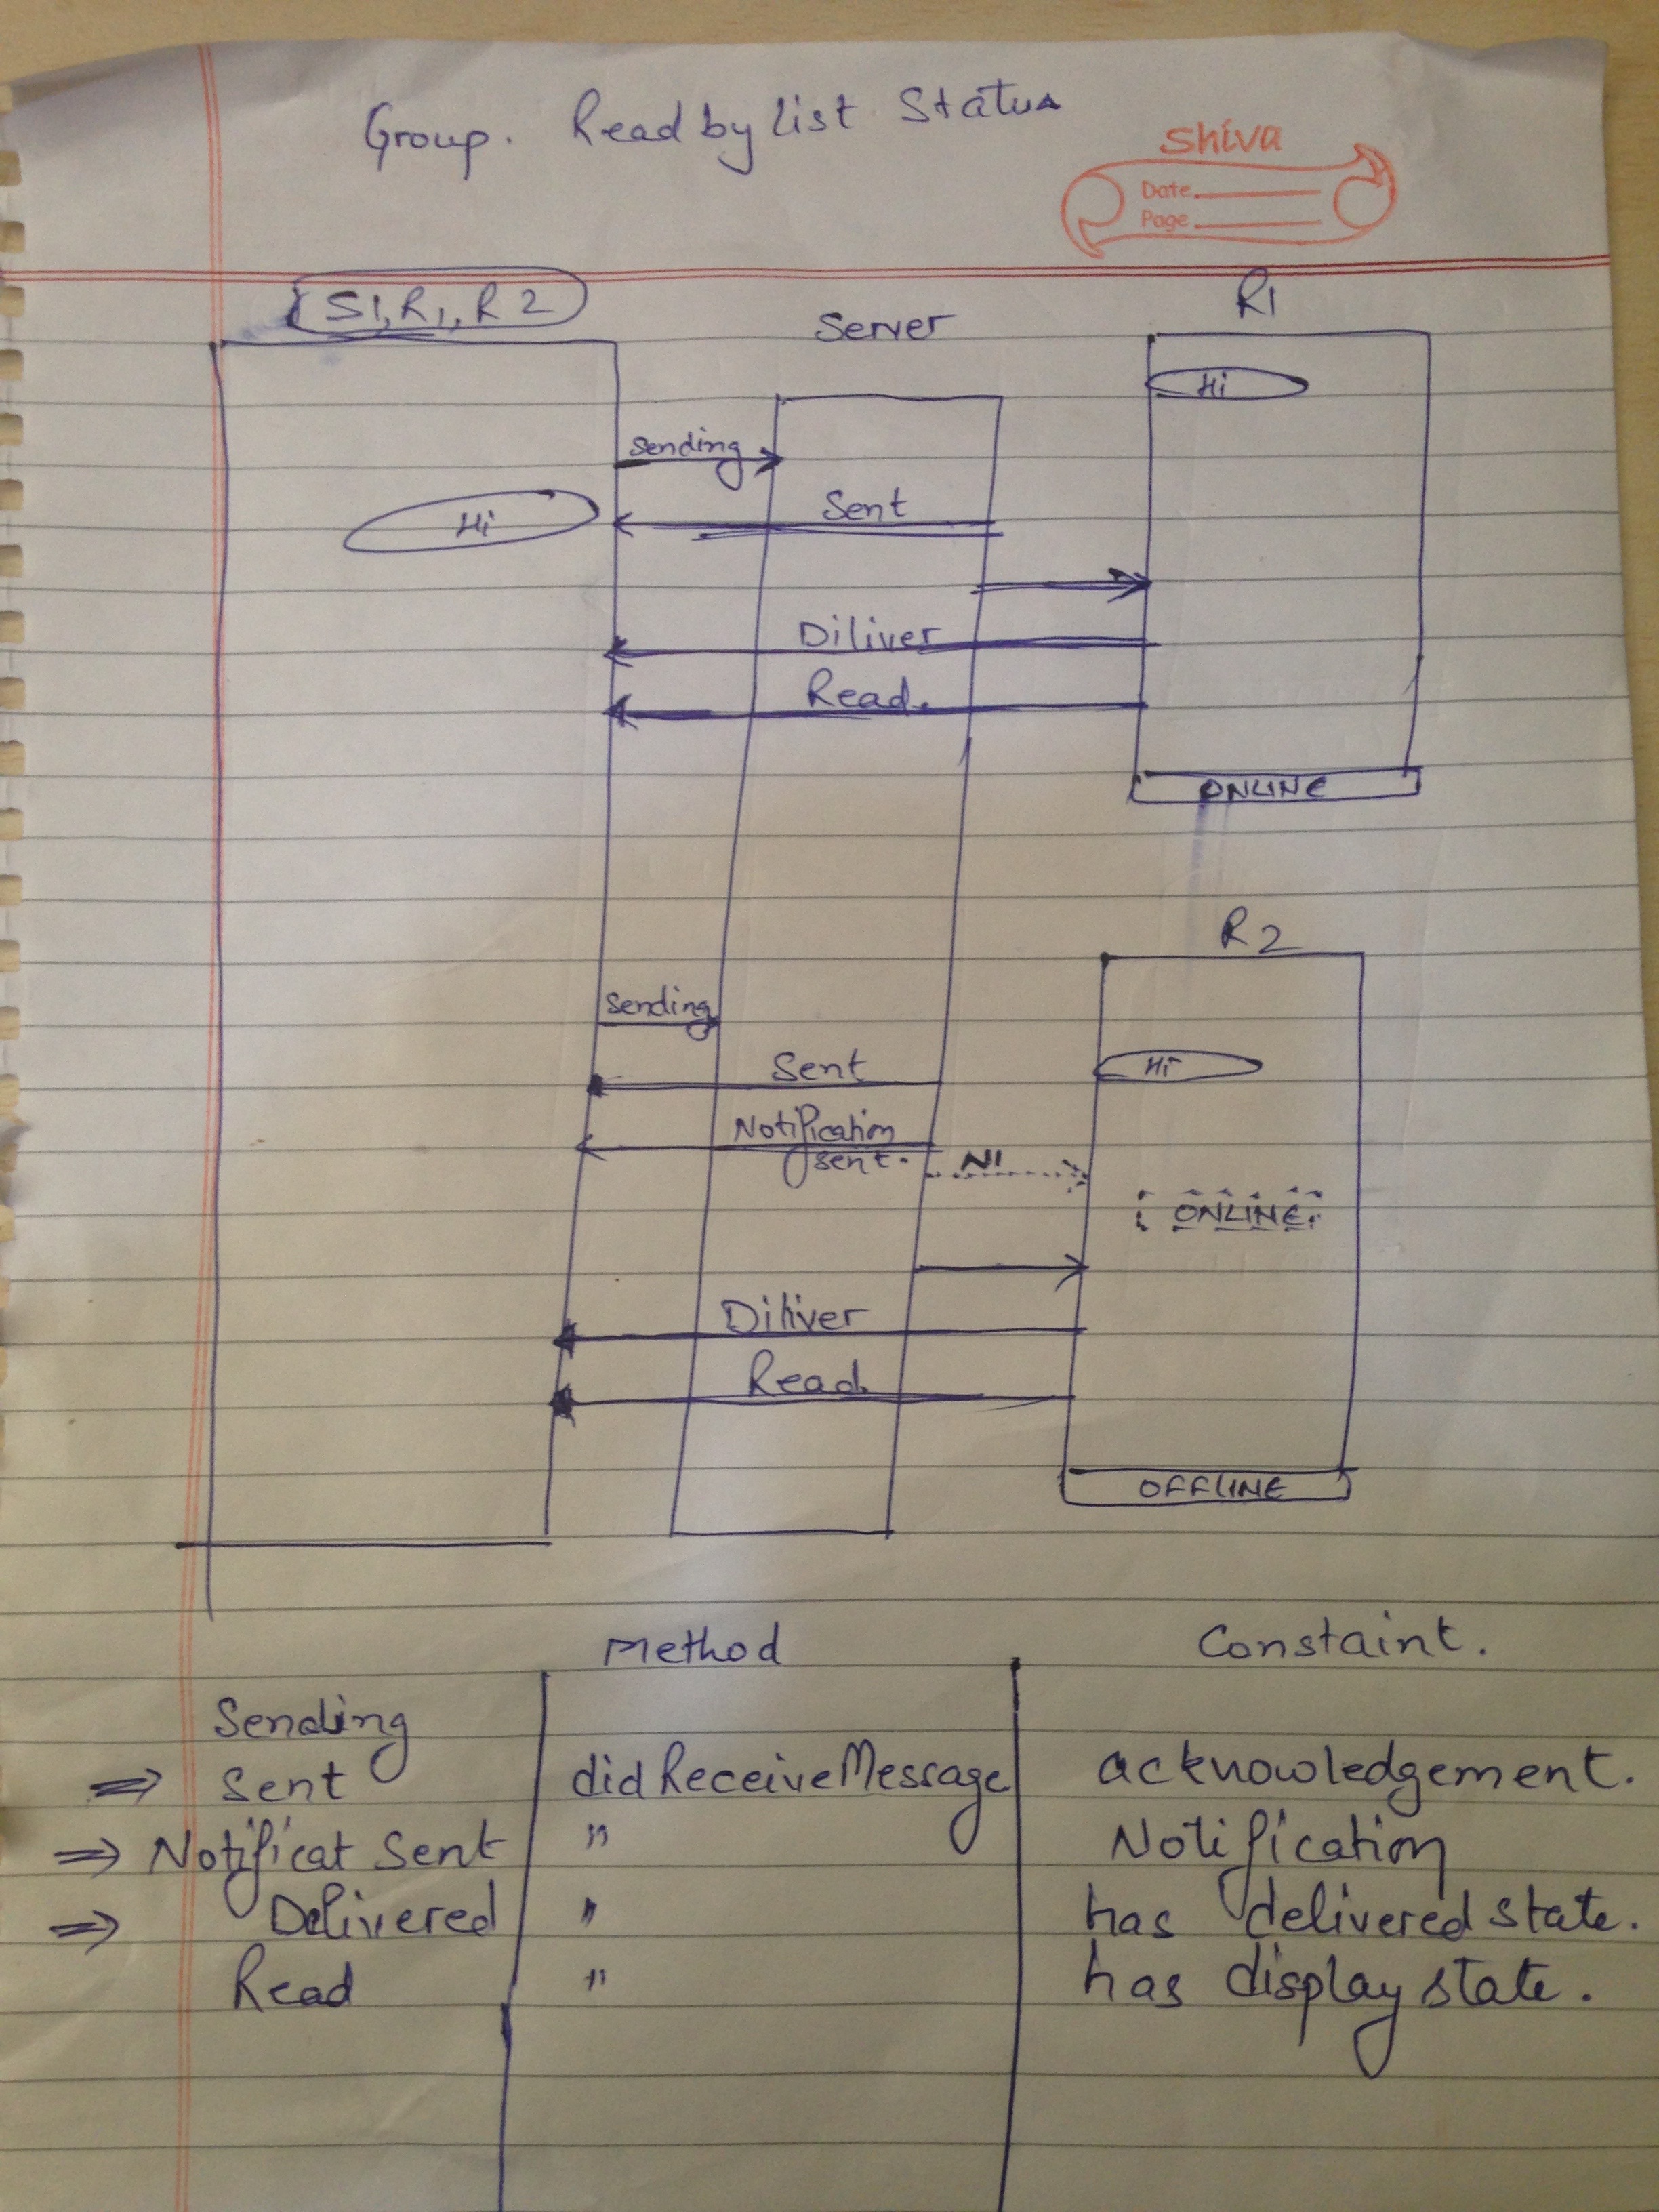 Group. Read by list Status
Shiva
Date
Page
S1, R1, R2
Server
R1
Hi
Sending
Sent
Hi
Diliver
Read.
ONLINE
R2
Sending
Sent
Hi
Notification
sent.
N1
ONLINE
Diliver
Read.
OFFLINE
Method Constaint.
Sending
⇒ Sent didReceiveMessage acknowledgement.
⇒ Notificat Sent " Notification
⇒ Delivered " has delivered state.
Read " has display state.